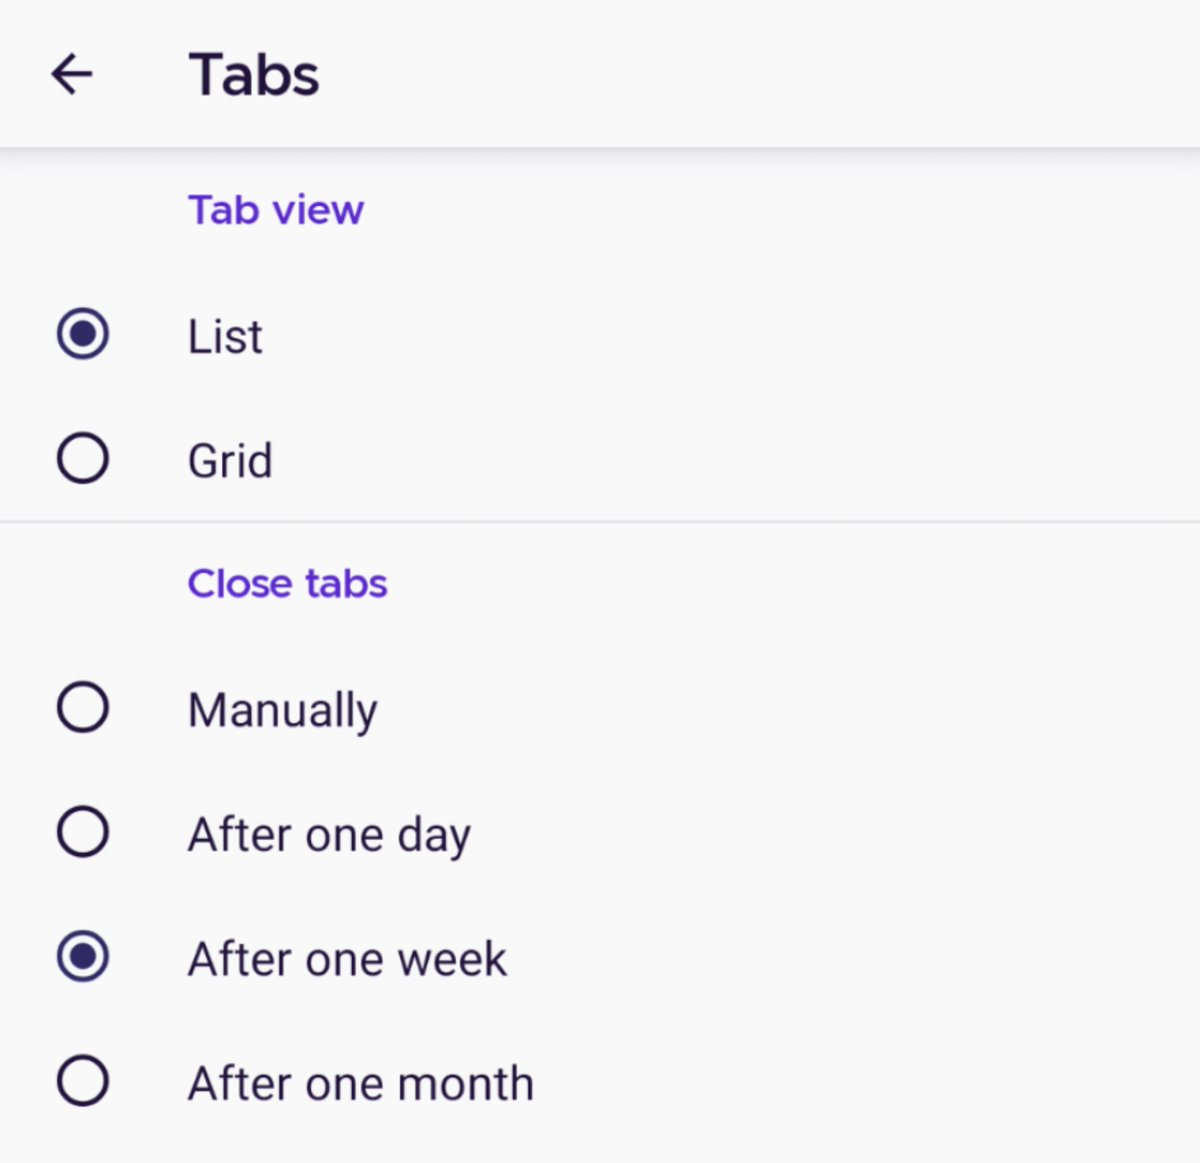 Tabs
Tab view
List
Grid
Close tabs
Manually
After one day
After one week
After one month